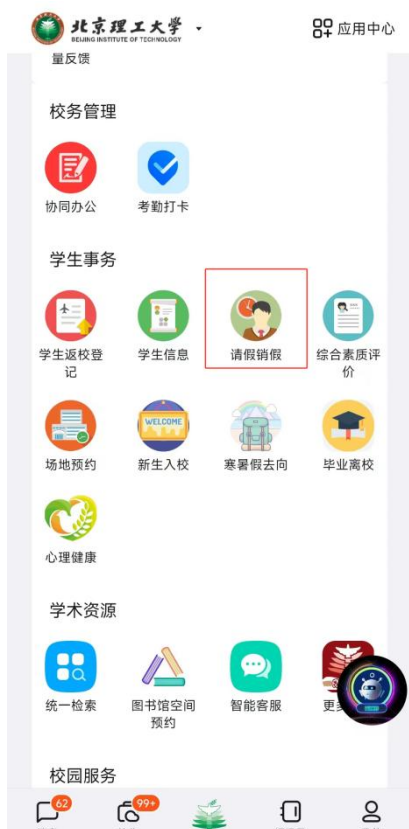 北京理工大学
BEIJING INSTITUTE OF TECHNOLOGY
应用中心
量反馈
校务管理
协同办公
考勤打卡
学生事务
学生返校登
记
学生信息
请假销假
综合素质评
价
场地预约
WELCOME
新生入校
寒暑假去向
毕业离校
心理健康
学术资源
统一检索
图书馆空间
预约
智能客服
更
校园服务
62
99+